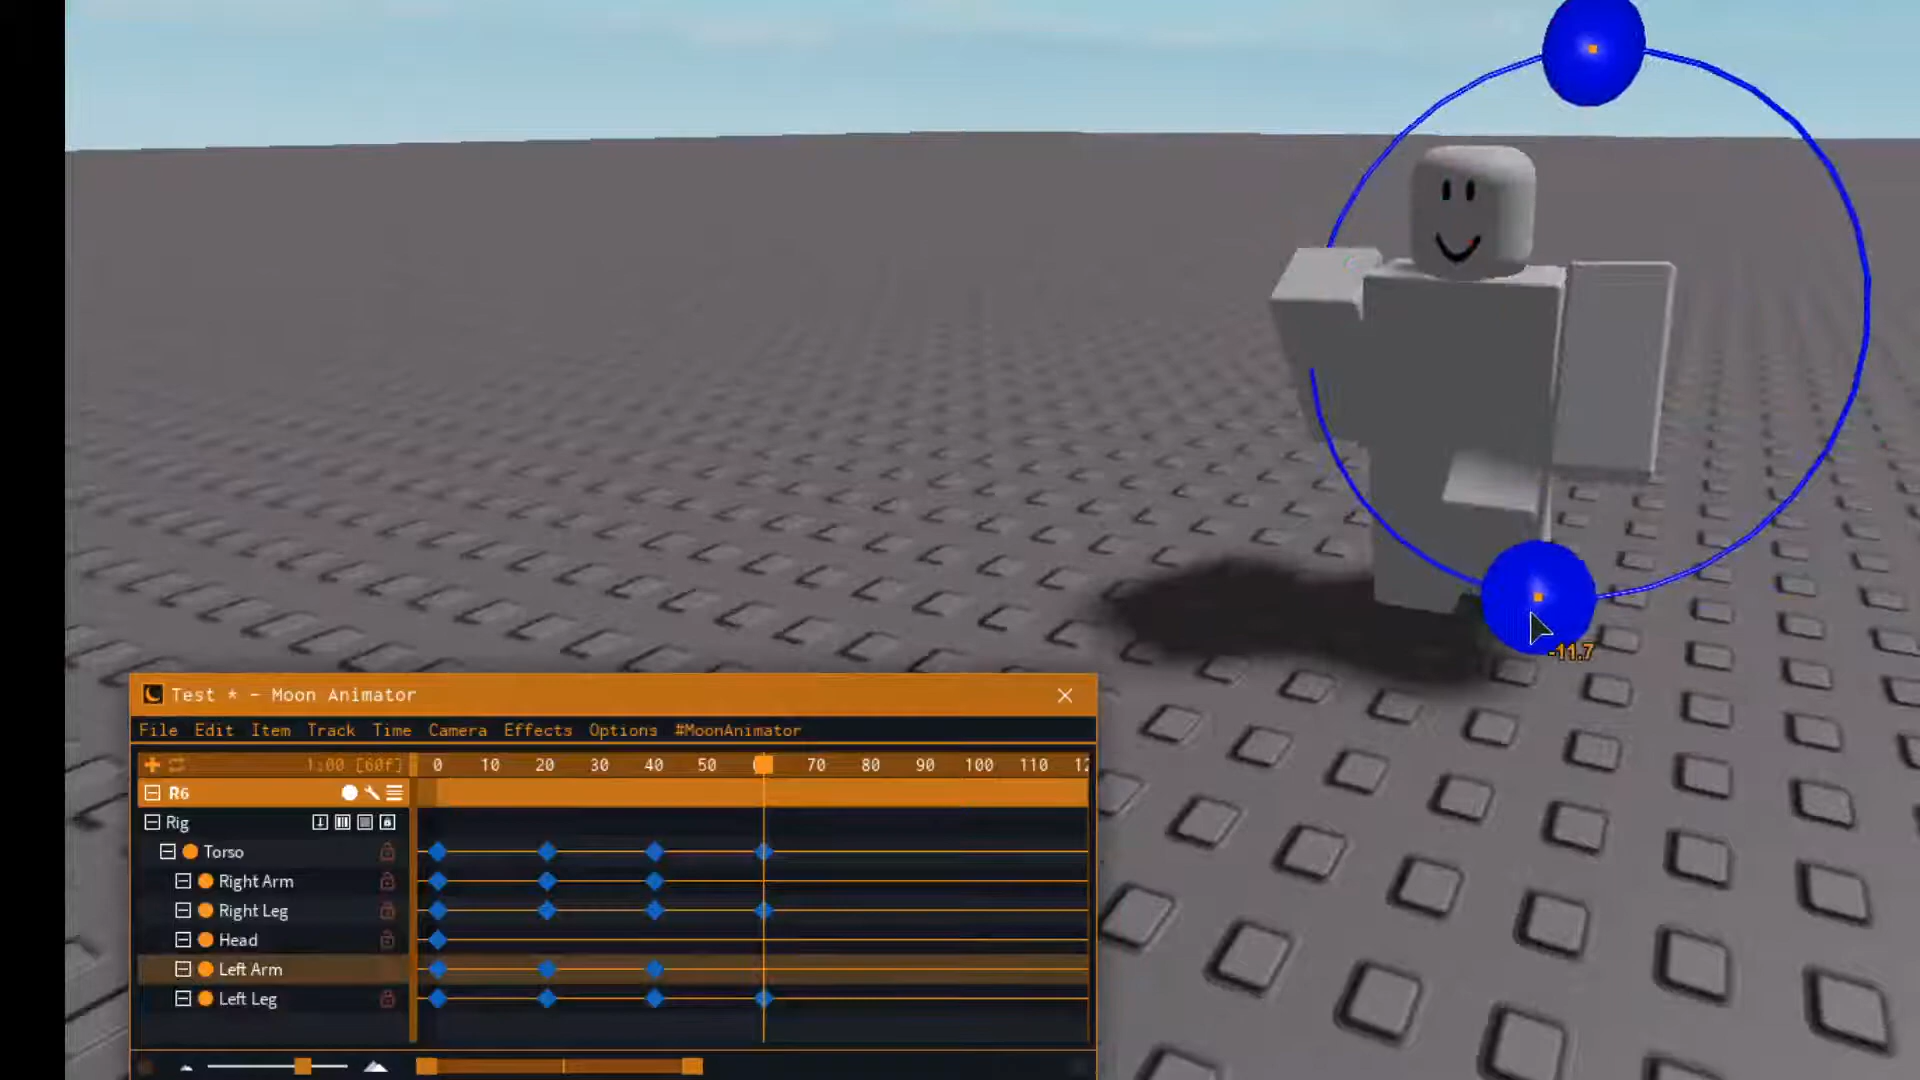 -11.7
Test * - Moon Animator
File Edit Item Track Time Camera Effects Options #MoonAnimator
1:00 [60f] 0 10 20 30 40 50 70 80 90 100 110
R6
Rig
Torso
Right Arm
Right Leg
Head
Left Arm
Left Leg